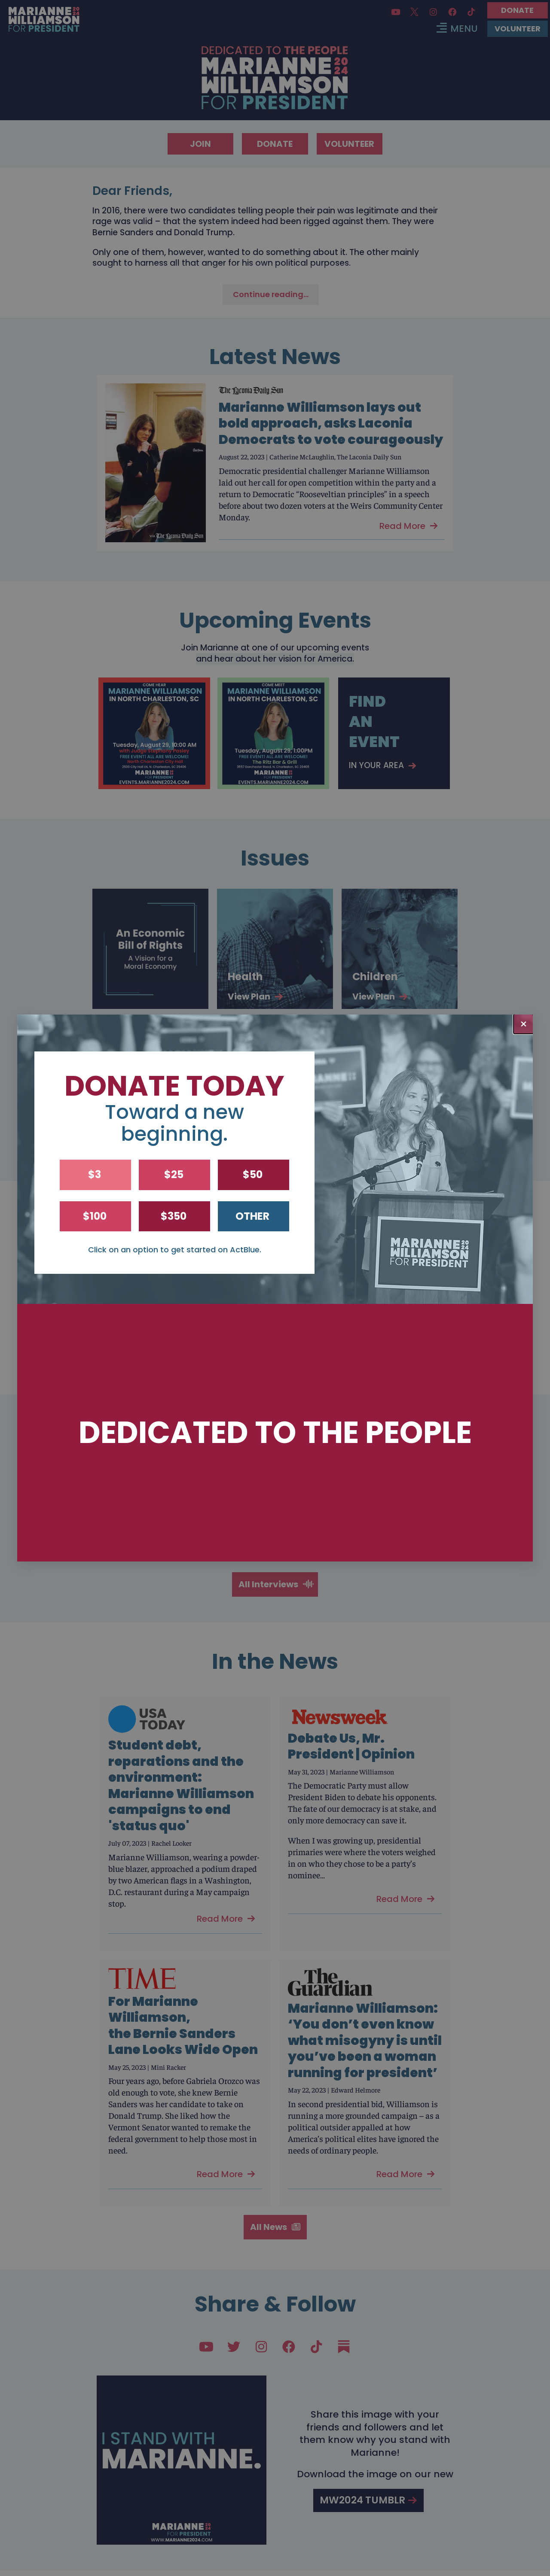 MARIANNE 2024
WILLIAMSON
FOR PRESIDENT
DONATE
MENU
VOLUNTEER
DEDICATED TO THE PEOPLE
MARIANNE 2024
WILLIAMSON
FOR PRESIDENT
JOIN
DONATE
VOLUNTEER
Dear Friends,
In 2016, there were two candidates telling people their pain was legitimate and their
rage was valid – that the system indeed had been rigged against them. They were
Bernie Sanders and Donald Trump.
Only one of them, however, wanted to do something about it. The other mainly
sought to harness all that anger for his own political purposes.
Continue reading...
Latest News
The Laconia Daily Sun
Marianne Williamson lays out
bold approach, asks Laconia
Democrats to vote courageously
August 22, 2023 | Catherine McLaughlin, The Laconia Daily Sun
Democratic presidential challenger Marianne Williamson
laid out her call for open competition within the party and a
return to Democratic “Rooseveltian principles” in a speech
before about two dozen voters at the Weirs Community Center
Monday.
Read More
The Laconia Daily Sun
Upcoming Events
Join Marianne at one of our upcoming events
and hear about her vision for America.
COME HEAR
MARIANNE WILLIAMSON
IN NORTH CHARLESTON, SC
Tuesday, August 29, 10:00 AM
FREE EVENT! ALL ARE WELCOME!
North Charleston City Hall
MARIANNE
EVENTS.MARIANNE2024.COM
COME MEET
MARIANNE WILLIAMSON
IN NORTH CHARLESTON, SC
Tuesday, August 29, 1:00PM
FREE EVENT! ALL ARE WELCOME!
The Ritz Bar & Grill
MARIANNE
EVENTS.MARIANNE2024.COM
FIND
AN
EVENT
IN YOUR AREA
Issues
An Economic
Bill of Rights
A Vision for a
Moral Economy
Health
View Plan
Children
View Plan
×
DONATE TODAY
Toward a new
beginning.
$3
$25
$50
$100
$350
OTHER
Click on an option to get started on ActBlue.
MARIANNE 2024
WILLIAMSON
FOR PRESIDENT
DEDICATED TO THE PEOPLE
All Interviews
In the News
USA
TODAY
Student debt,
reparations and the
environment:
Marianne Williamson
campaigns to end
'status quo'
July 07, 2023 | Rachel Looker
Marianne Williamson, wearing a powder-
blue blazer, approached a podium draped
by two American flags in a Washington,
D.C. restaurant during a May campaign
stop.
Read More
Newsweek
Debate Us, Mr.
President | Opinion
May 31, 2023 | Marianne Williamson
The Democratic Party must allow
President Biden to debate his opponents.
The fate of our democracy is at stake, and
only more democracy can save it.
When I was growing up, presidential
primaries were where the voters weighed
in on who they chose to be a party's
nominee...
Read More
TIME
For Marianne
Williamson,
the Bernie Sanders
Lane Looks Wide Open
May 25, 2023 | Mini Racker
Four years ago, before Gabriela Orozco was
old enough to vote, she knew Bernie
Sanders was her candidate to take on
Donald Trump. She liked how the
Vermont Senator wanted to remake the
federal government to help those most in
need.
Read More
The
Guardian
Marianne Williamson:
‘You don’t even know
what misogyny is until
you’ve been a woman
running for president’
May 22, 2023 | Edward Helmore
In second presidential bid, Williamson is
running a more grounded campaign – as a
political outsider appalled at how
America’s political elites have ignored the
needs of ordinary people.
Read More
All News
Share & Follow
I STAND WITH
MARIANNE.
MARIANNE 2024
FOR PRESIDENT
WWW.MARIANNE2024.COM
Share this image with your
friends and followers and let
them know why you stand with
Marianne!
Download the image on our new
MW2024 TUMBLR